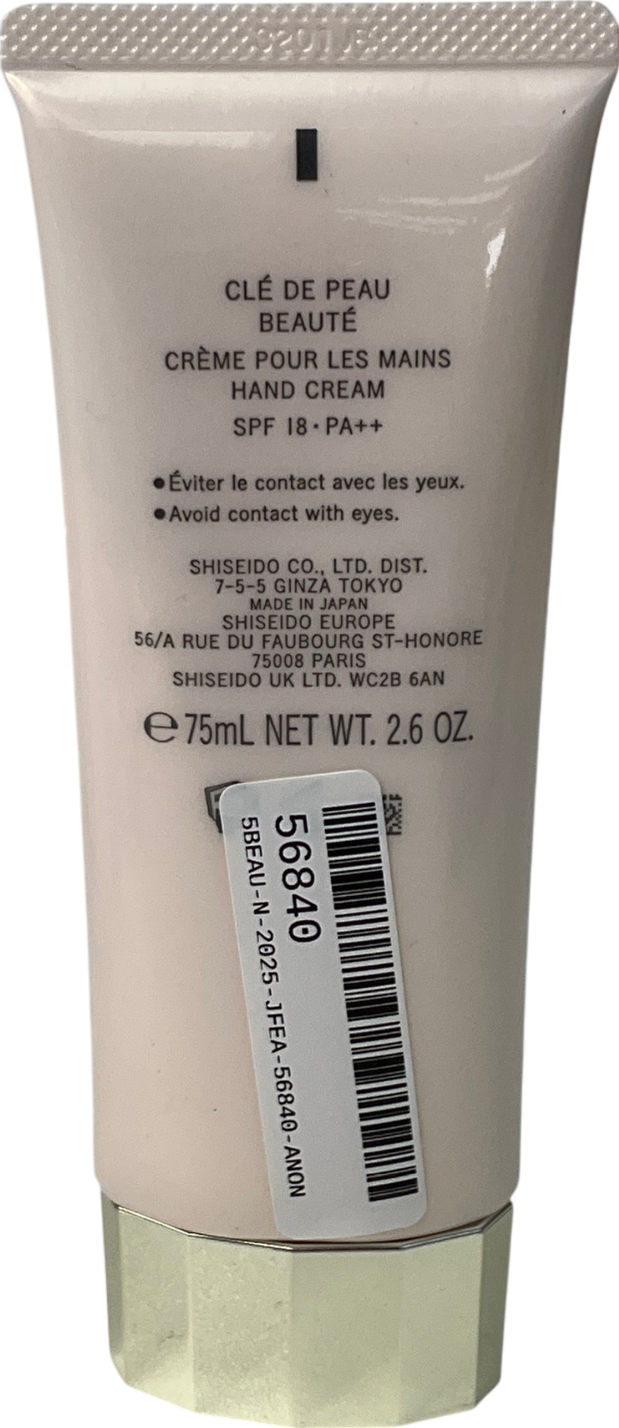 CLÉ DE PEAU
BEAUTÉ
CRÈME POUR LES MAINS
HAND CREAM
SPF 18·PA++
●Éviter le contact avec les yeux.
●Avoid contact with eyes.
SHISEIDO CO., LTD. DIST.
7-5-5 GINZA TOKYO
MADE IN JAPAN
SHISEIDO EUROPE
56/A RUE DU FAUBOURG ST-HONORE
75008 PARIS
SHISEIDO UK LTD. WC2B 6AN
℮75mL NET WT. 2.6 OZ.
56840
5BEAU-N-2025-JFEA-56840-ANON